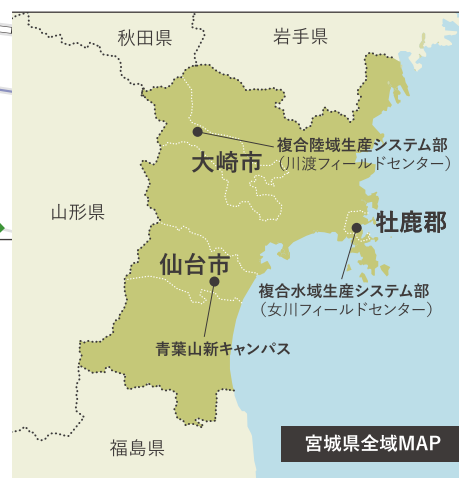 秋田県
岩手県
複合陸域生産システム部
(川渡フィールドセンター)
大崎市
山形県
牡鹿郡
仙台市
複合水域生産システム部
(女川フィールドセンター)
青葉山新キャンパス
宮城県全域MAP
福島県